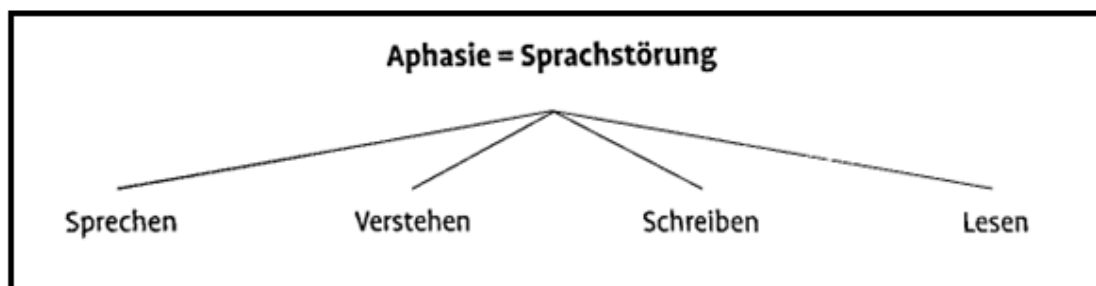 Aphasie = Sprachstörung
Sprechen Verstehen Schreiben Lesen